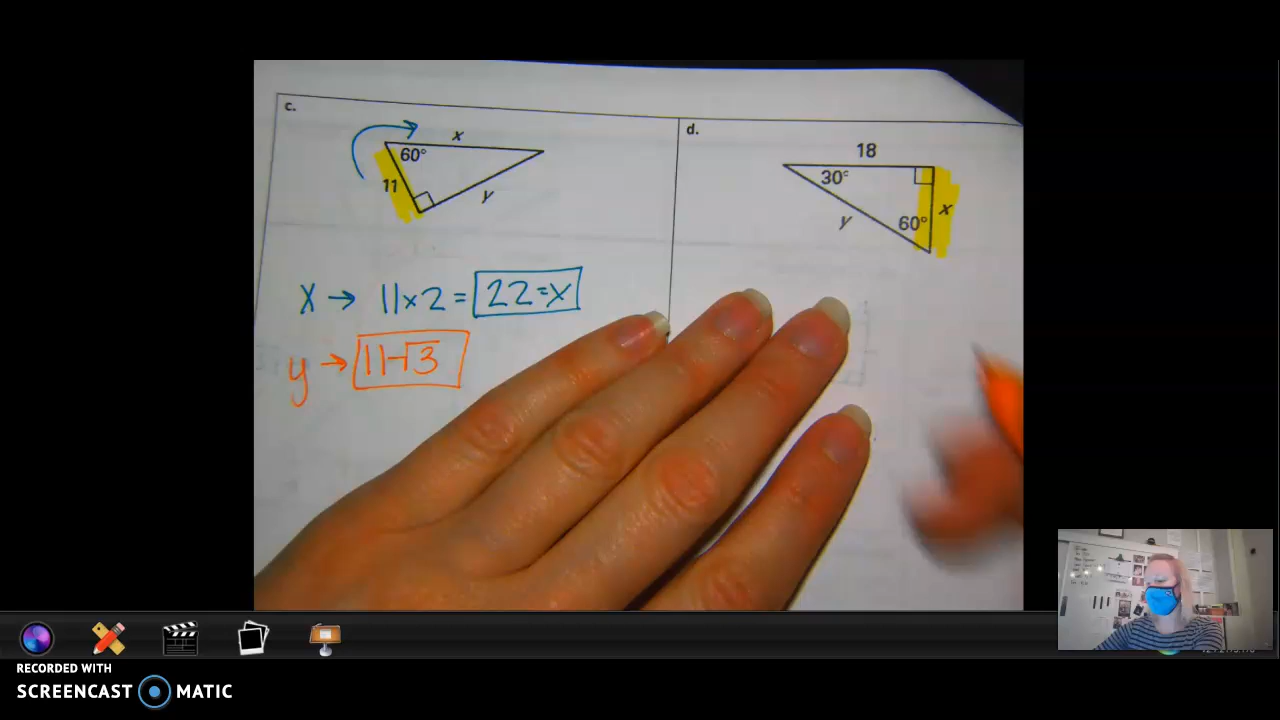 c.
x
60°
11
y
x → 11×2 = 22=x
y → 11√3
d.
18
30°
x
y
60°
RECORDED WITH
SCREENCAST MATIC